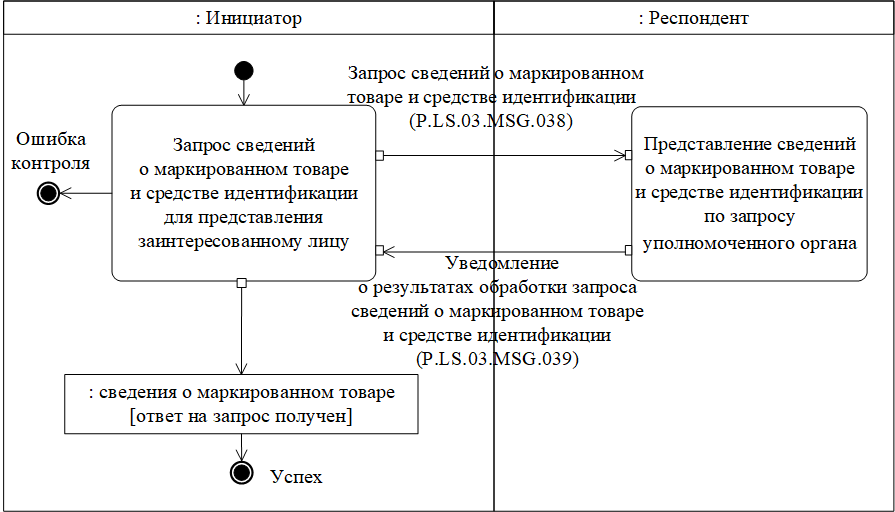 : Инициатор
: Респондент
Запрос сведений о маркированном
товаре и средстве идентификации
(P.LS.03.MSG.038)
Ошибка
контроля
Запрос сведений
о маркированном товаре
и средстве идентификации
для представления
заинтересованному лицу
Представление сведений
о маркированном товаре
и средстве идентификации
по запросу
уполномоченного органа
Уведомление
о результатах обработки запроса
сведений о маркированном товаре
и средстве идентификации
(P.LS.03.MSG.039)
: сведения о маркированном товаре
[ответ на запрос получен]
Успех